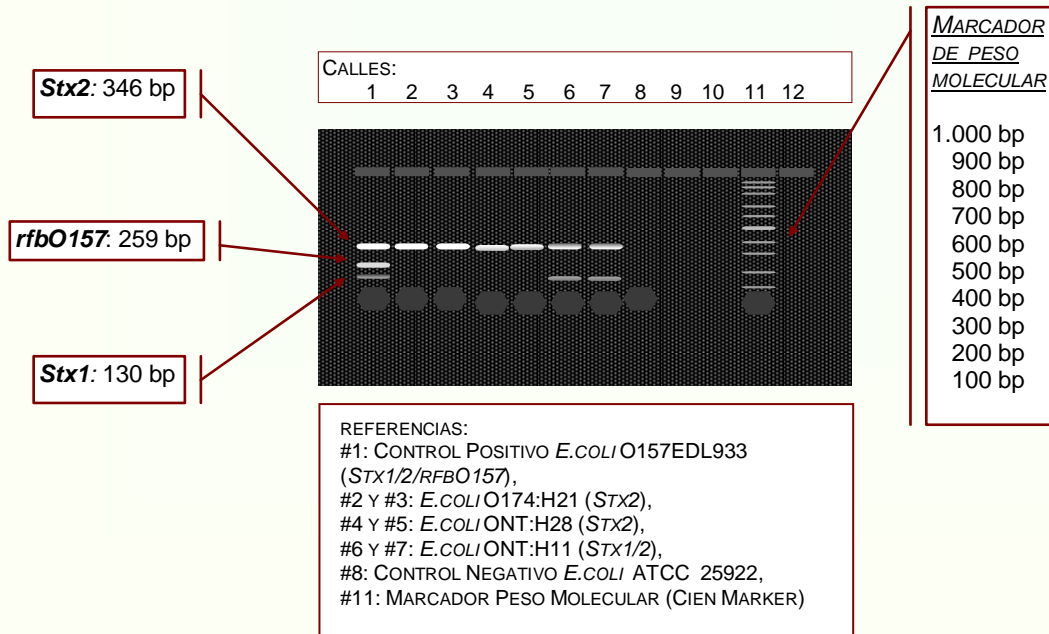 Stx2: 346 bp
rfbO157: 259 bp
Stx1: 130 bp
CALLES:
1 2 3 4 5 6 7 8 9 10 11 12
MARCADOR
DE PESO
MOLECULAR
1.000 bp
900 bp
800 bp
700 bp
600 bp
500 bp
400 bp
300 bp
200 bp
100 bp
REFERENCIAS:
#1: CONTROL POSITIVO E.COLI O157EDL933
(STX1/2/RFBO157),
#2 Y #3: E.COLI O174:H21 (STX2),
#4 Y #5: E.COLI ONT:H28 (STX2),
#6 Y #7: E.COLI ONT:H11 (STX1/2),
#8: CONTROL NEGATIVO E.COLI ATCC 25922,
#11: MARCADOR PESO MOLECULAR (CIEN MARKER)